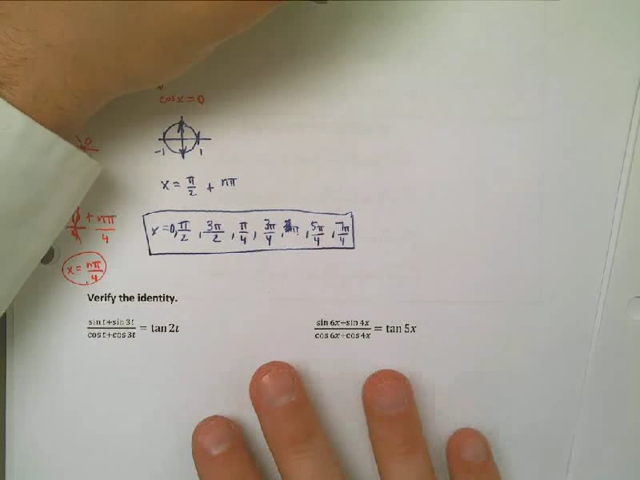 cos x = 0
-1 1
x = π/2 + nπ
+ nπ/4
x = 0, π/2, 3π/2, π/4, 3π/4, π, 5π/4, 7π/4
x = nπ/4
Verify the identity.
(sin t + sin 3t)/(cos t + cos 3t) = tan 2t
(sin 6x + sin 4x)/(cos 6x + cos 4x) = tan 5x